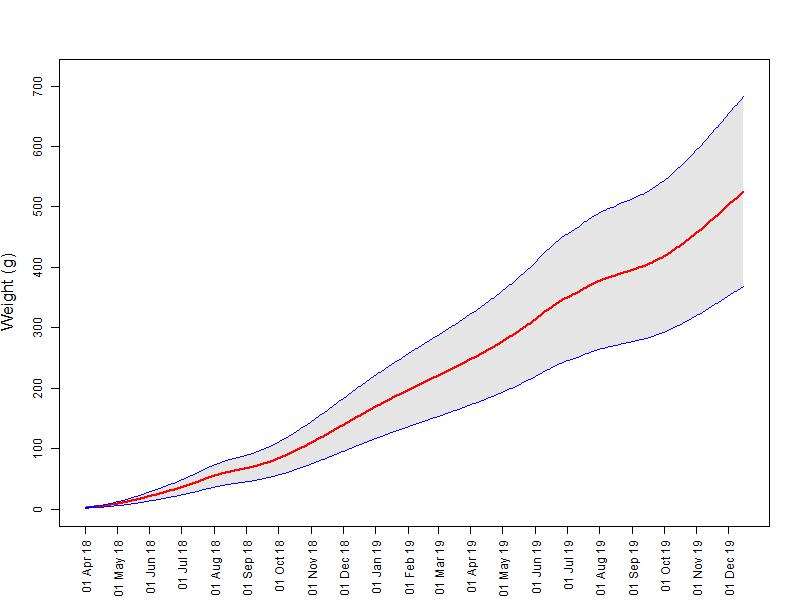 700
600
500
400
300
200
100
0
Weight (g)
01 Apr 18
01 May 18
01 Jun 18
01 Jul 18
01 Aug 18
01 Sep 18
01 Oct 18
01 Nov 18
01 Dec 18
01 Jan 19
01 Feb 19
01 Mar 19
01 Apr 19
01 May 19
01 Jun 19
01 Jul 19
01 Aug 19
01 Sep 19
01 Oct 19
01 Nov 19
01 Dec 19